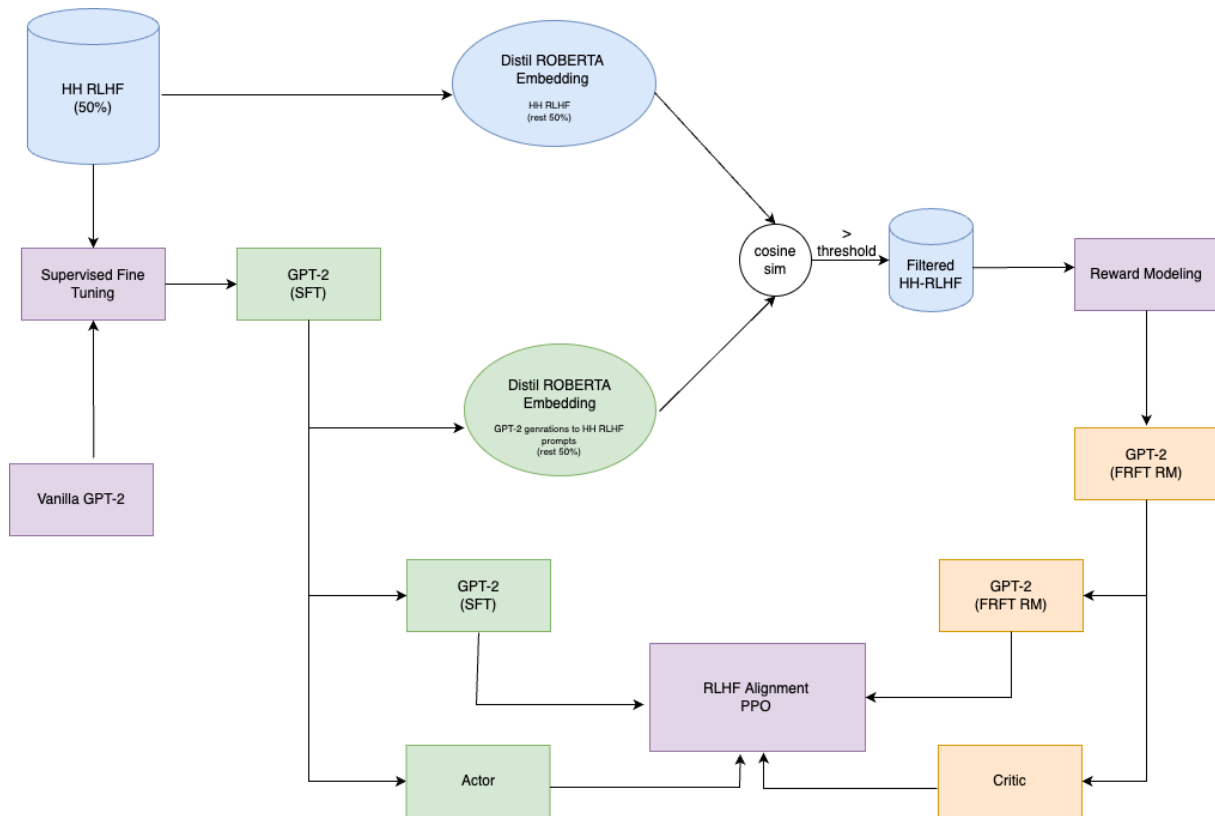 HH RLHF
(50%)
Distil ROBERTA
Embedding
HH RLHF
(rest 50%)
Supervised Fine
Tuning
GPT-2
(SFT)
cosine
sim
>
threshold
Filtered
HH-RLHF
Reward Modeling
Distil ROBERTA
Embedding
GPT-2 genrations to HH RLHF
prompts
(rest 50%)
Vanilla GPT-2
GPT-2
(FRFT RM)
GPT-2
(SFT)
GPT-2
(FRFT RM)
RLHF Alignment
PPO
Actor
Critic